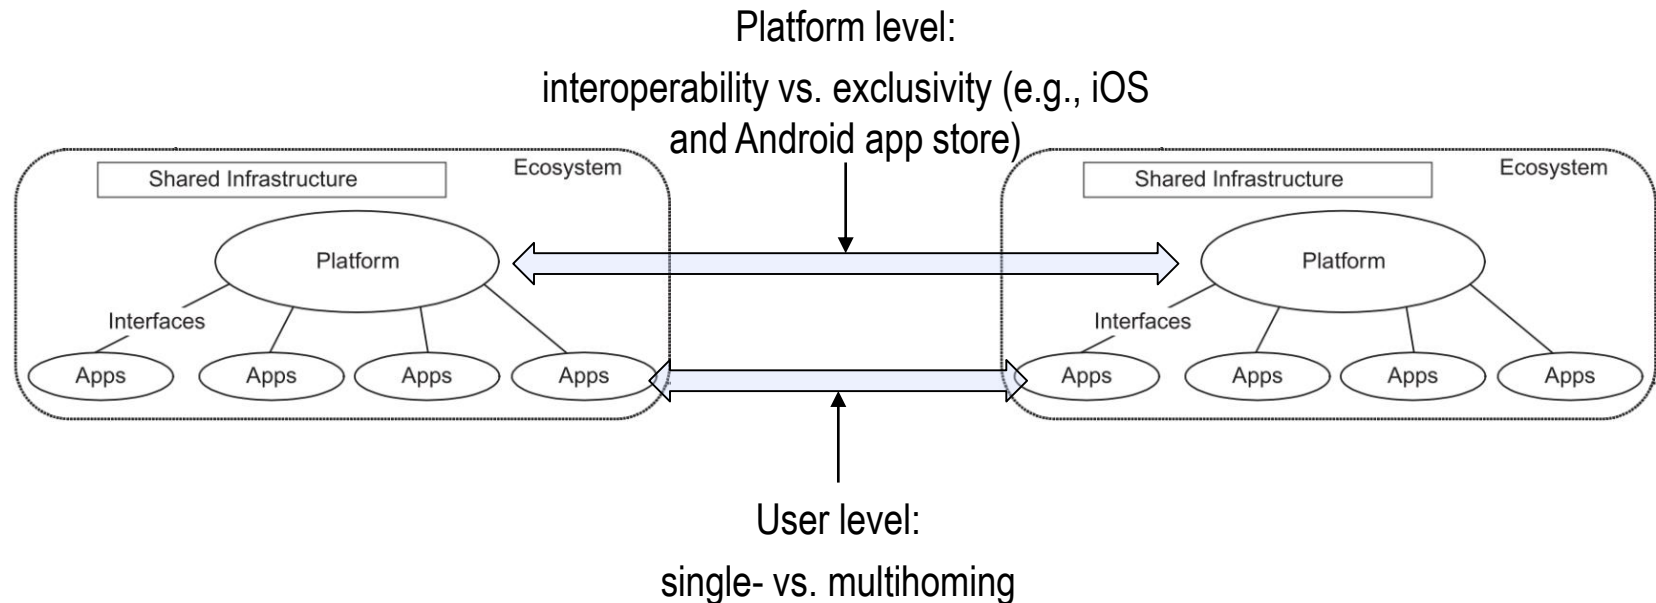 Platform level:
interoperability vs. exclusivity (e.g., iOS
and Android app store)
Shared Infrastructure
Ecosystem
Platform
Interfaces
Apps
Apps
Apps
Apps
Shared Infrastructure
Ecosystem
Platform
Interfaces
Apps
Apps
Apps
Apps
User level:
single- vs. multihoming